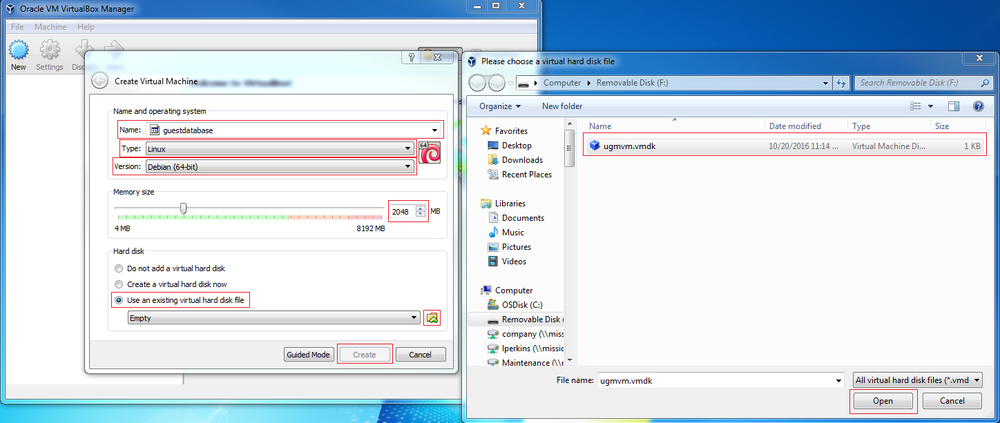 Oracle VM VirtualBox Manager
File Machine Help
New Settings
Create Virtual Machine
Name and operating system
Name: guestdatabase
Type: Linux
64
Version: Debian (64-bit)
Memory size
2048 MB
4 MB 8192 MB
Hard disk
Do not add a virtual hard disk
Create a virtual hard disk now
Use an existing virtual hard disk file
Empty
Guided Mode Create Cancel
Please choose a virtual hard disk file
Computer Removable Disk (F:)
Search Removable Disk (F:)
Organize New folder
Favorites
Desktop
Downloads
Recent Places
Libraries
Documents
Music
Pictures
Videos
Computer
OSDisk (C:)
Removable Disk (
company (\\miss
lperkins (\\missic
Maintenance (\\r
Name Date modified Type Size
ugmvm.vmdk 10/20/2016 11:14 ... Virtual Machine Di... 1 KB
File name: ugmvm.vmdk
All virtual hard disk files (*.vmd
Open Cancel